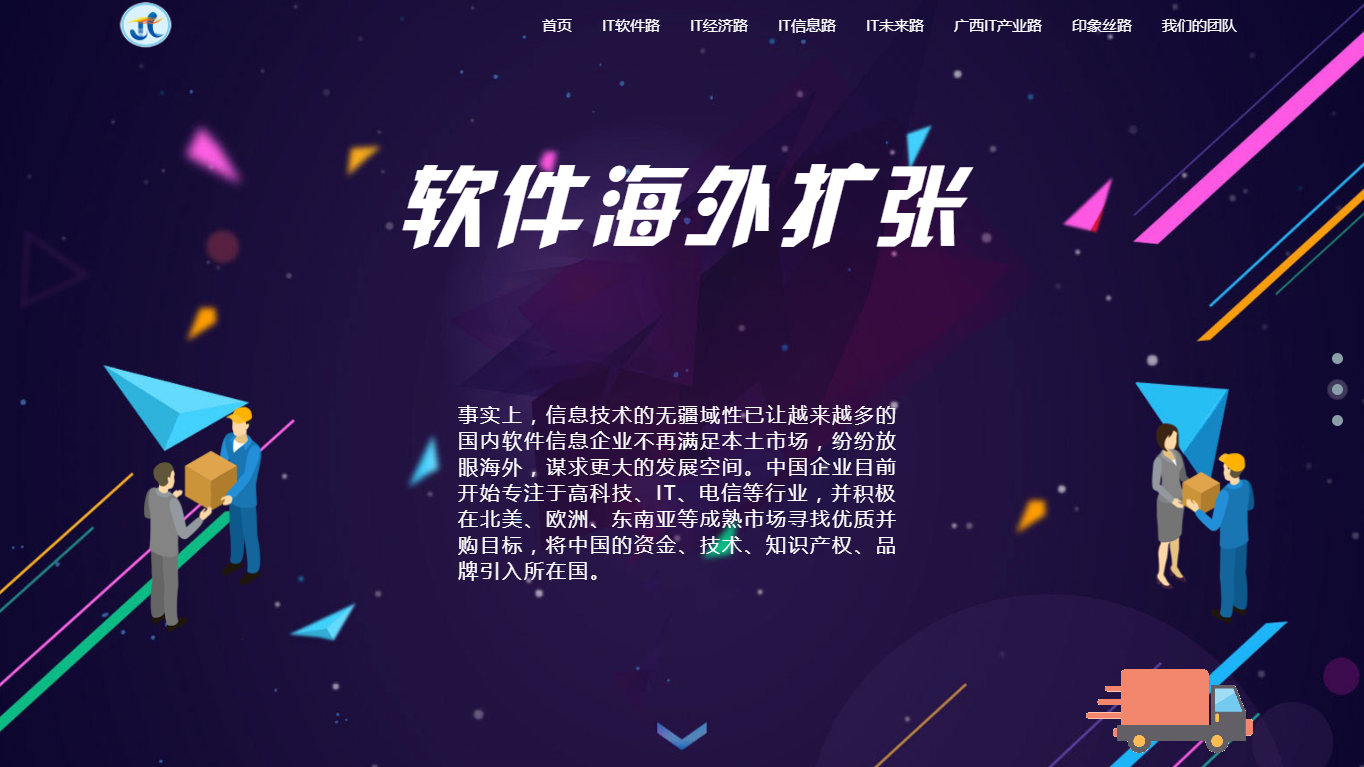 首页
IT软件路
IT经济路
IT信息路
IT未来路
广西IT产业路
印象丝路
我们的团队
软件海外扩张
事实上，信息技术的无疆域性已让越来越多的
国内软件信息企业不再满足本土市场，纷纷放
眼海外，谋求更大的发展空间。中国企业目前
开始专注于高科技、IT、电信等行业，并积极
在北美、欧洲、东南亚等成熟市场寻找优质并
购目标，将中国的资金、技术、知识产权、品
牌引入所在国。